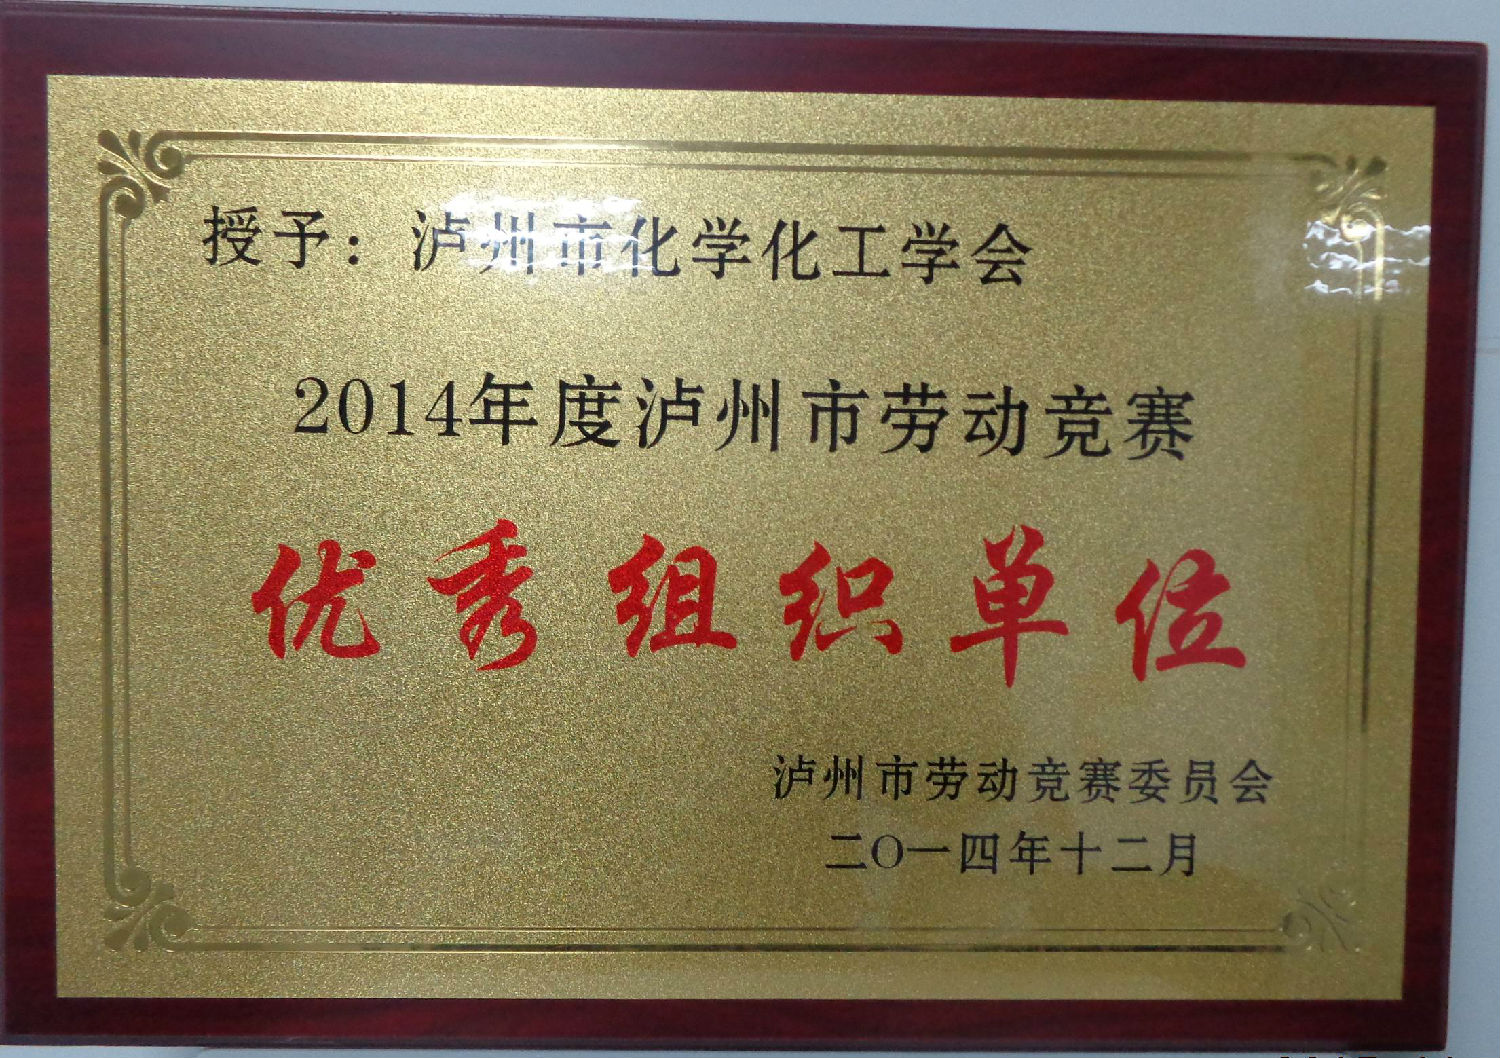 授予：泸州市化学化工学会
2014年度泸州市劳动竞赛
优秀组织单位
泸州市劳动竞赛委员会
二〇一四年十二月